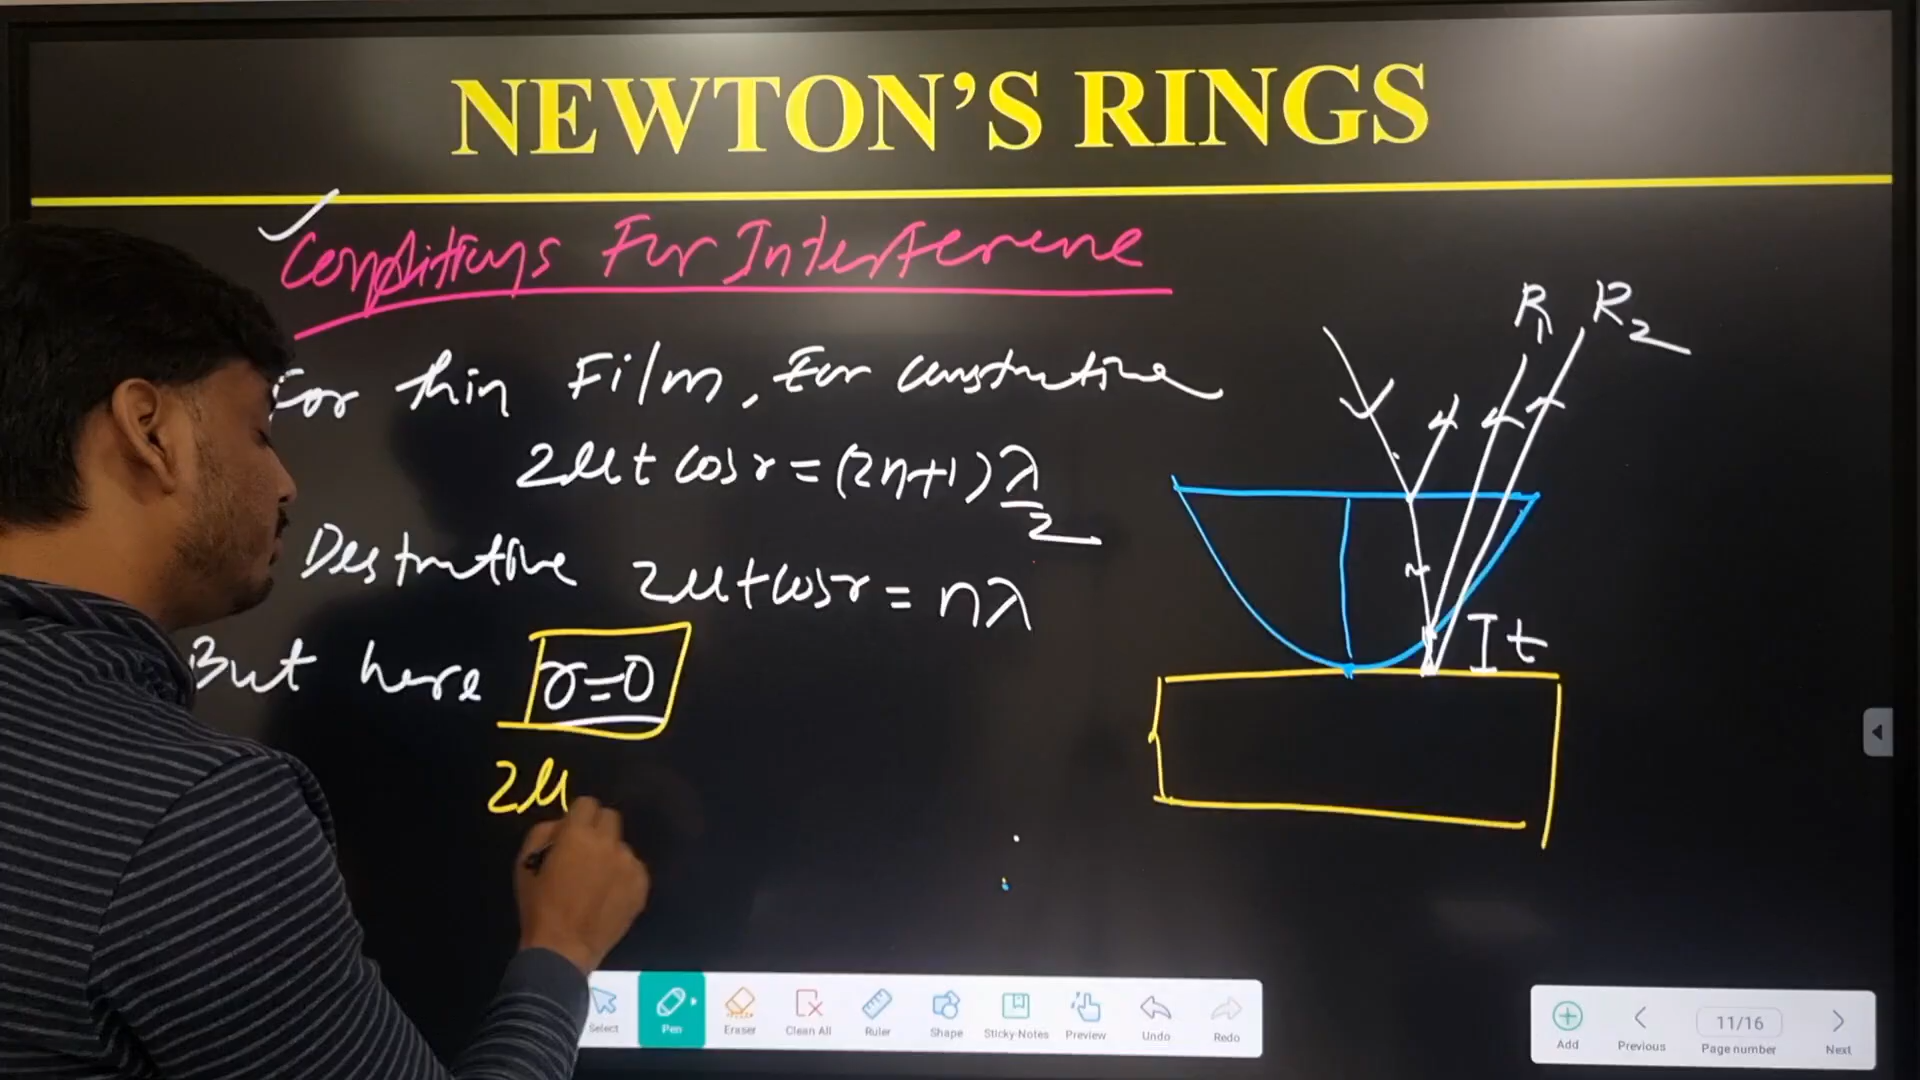 NEWTON'S RINGS
Conditions For Interference
For thin Film, For constructive
2μt cos r = (2n+1) λ/2
Destructive 2μt cos r = nλ
But here r=0
2μ
R1 R2
I t
Select Pen Eraser Clean All Ruler Shape Sticky-Notes Preview Undo Redo
Add Previous 11/16 Page number Next